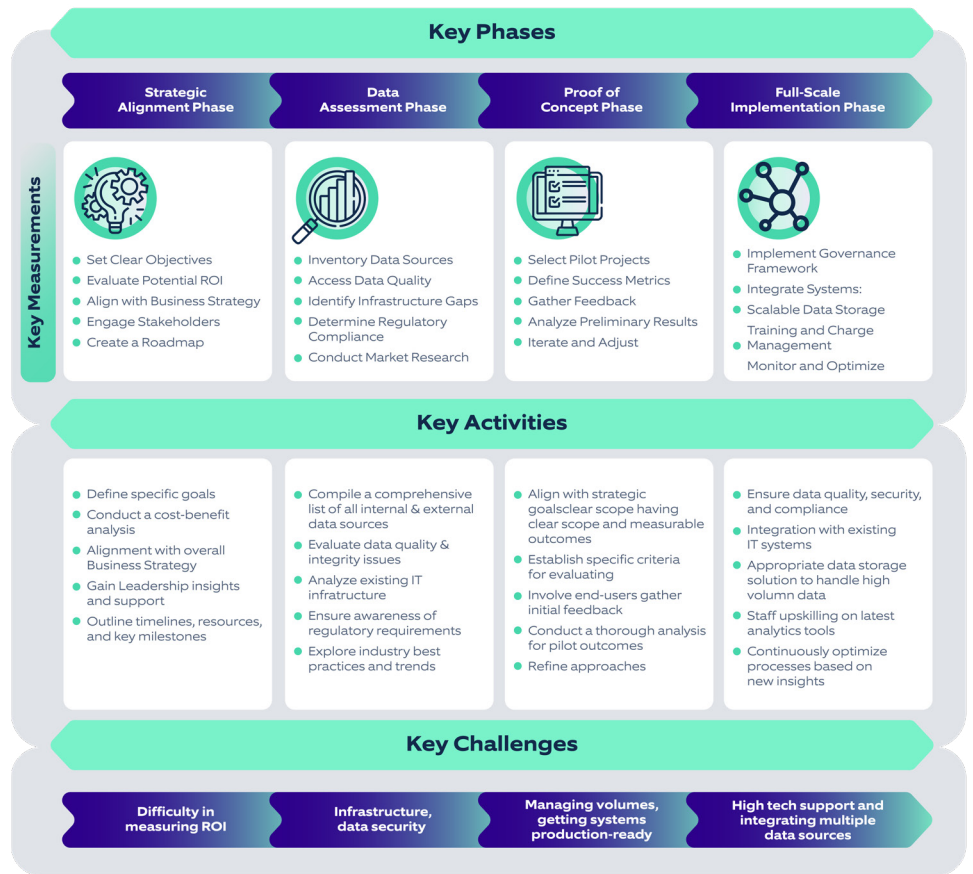 Key Phases
Strategic
Alignment Phase
Data
Assessment Phase
Proof of
Concept Phase
Full-Scale
Implementation Phase
Key Measurements
Set Clear Objectives
Evaluate Potential ROI
Align with Business Strategy
Engage Stakeholders
Create a Roadmap
Inventory Data Sources
Access Data Quality
Identify Infrastructure Gaps
Determine Regulatory
Compliance
Conduct Market Research
Select Pilot Projects
Define Success Metrics
Gather Feedback
Analyze Preliminary Results
Iterate and Adjust
Implement Governance
Framework
Integrate Systems:
Scalable Data Storage
Training and Charge
Management
Monitor and Optimize
Key Activities
Define specific goals
Conduct a cost-benefit
analysis
Alignment with overall
Business Strategy
Gain Leadership insights
and support
Outline timelines, resources,
and key milestones
Compile a comprehensive
list of all internal & external
data sources
Evaluate data quality &
integrity issues
Analyze existing IT
infratructure
Ensure awareness of
regulatory requirements
Explore industry best
practices and trends
Align with strategic
goalsclear scope having
clear scope and measurable
outcomes
Establish specific criteria
for evaluating
Involve end-users gather
initial feedback
Conduct a thorough analysis
for pilot outcomes
Refine approaches
Ensure data quality, security,
and compliance
Integration with existing
IT systems
Appropriate data storage
solution to handle high
volumn data
Staff upskilling on latest
analytics tools
Continuously optimize
processes based on
new insights
Key Challenges
Difficulty in
measuring ROI
Infrastructure,
data security
Managing volumes,
getting systems
production-ready
High tech support and
integrating multiple
data sources